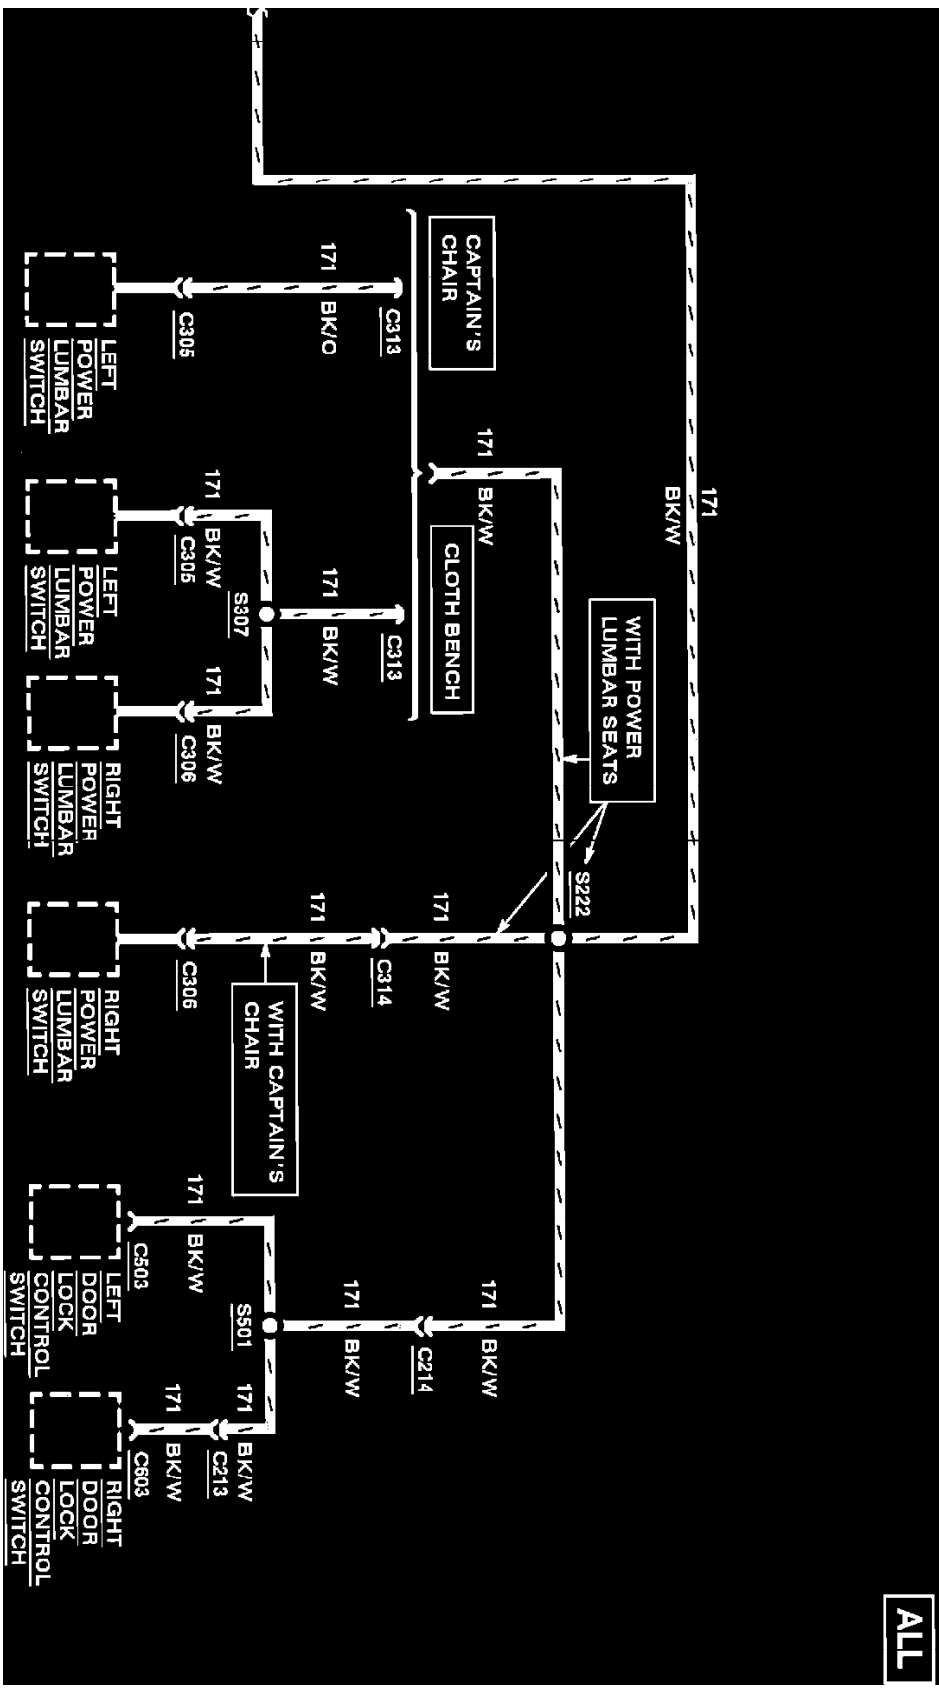 ALL
171
BK/W
WITH POWER
LUMBAR SEATS
S222
171 BK/W
171 BK/W
CAPTAIN'S
CHAIR
CLOTH BENCH
171 BK/W
C214
C313
C313
C314
171 BK/W
171 BK/O
171 BK/W
171 BK/W
WITH CAPTAIN'S
CHAIR
S307
S501
171 BK/W
171 BK/W
171 BK/W
171 BK/W
C213
171 BK/W
C305
C305
C306
C306
C503
C603
LEFT
POWER
LUMBAR
SWITCH
LEFT
POWER
LUMBAR
SWITCH
RIGHT
POWER
LUMBAR
SWITCH
RIGHT
POWER
LUMBAR
SWITCH
LEFT
DOOR
LOCK
CONTROL
SWITCH
RIGHT
DOOR
LOCK
CONTROL
SWITCH